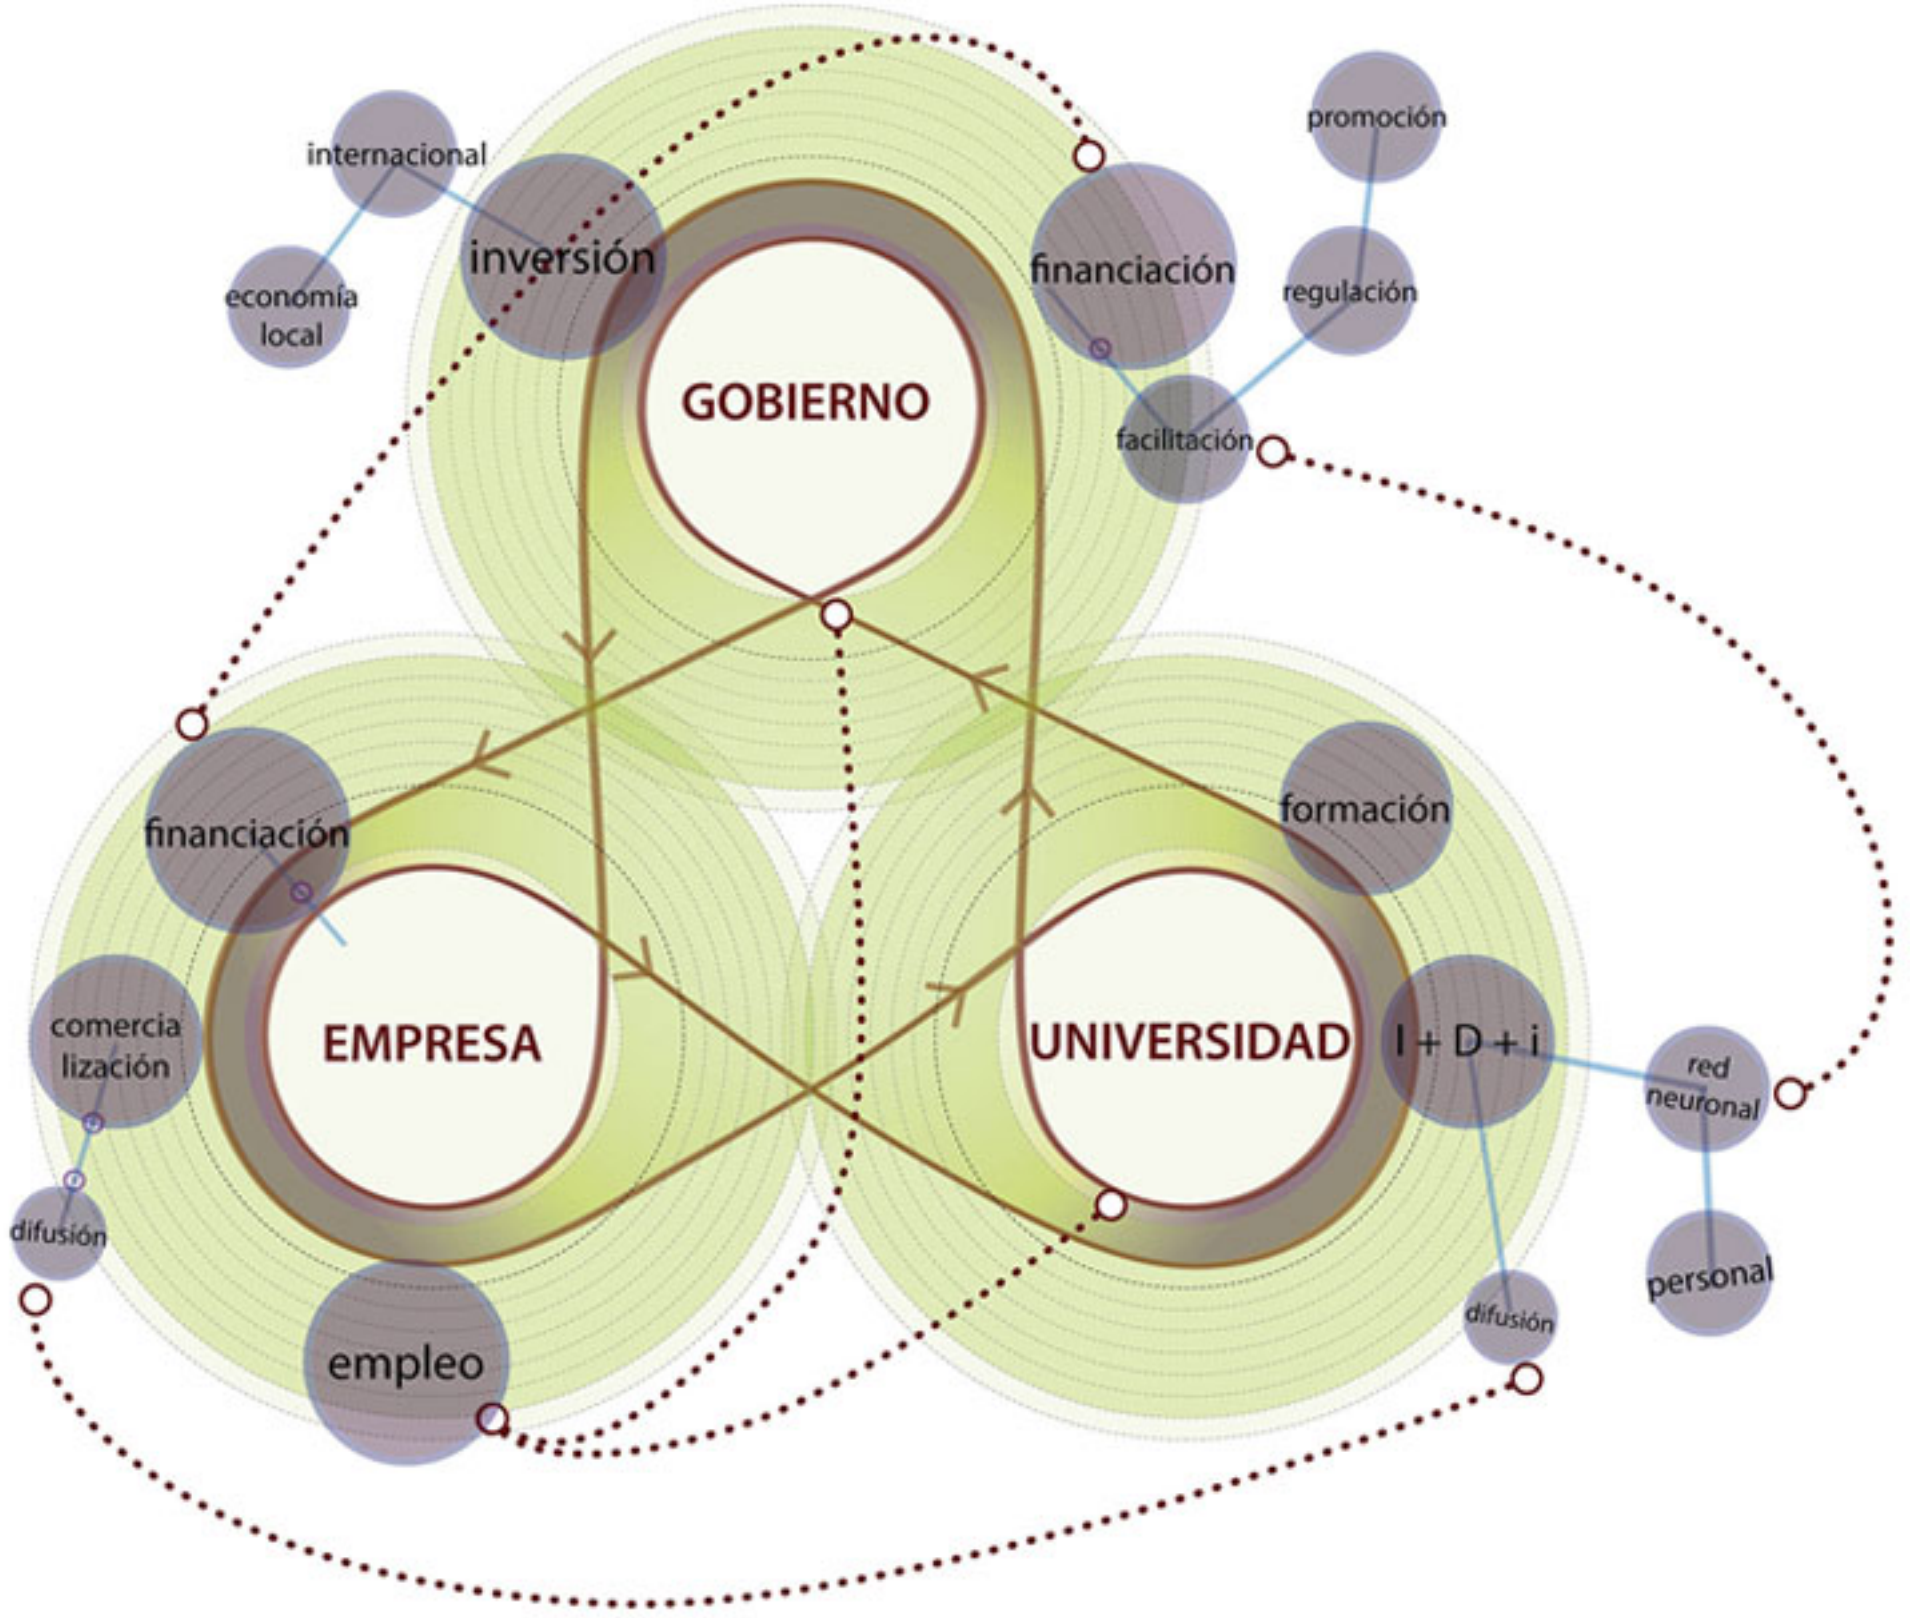 promoción
internacional
inversión
financiación
economía
local
regulación
GOBIERNO
facilitación
financiación
formación
comercia
lización
EMPRESA
UNIVERSIDAD
I + D + i
red
neuronal
difusión
personal
difusión
empleo